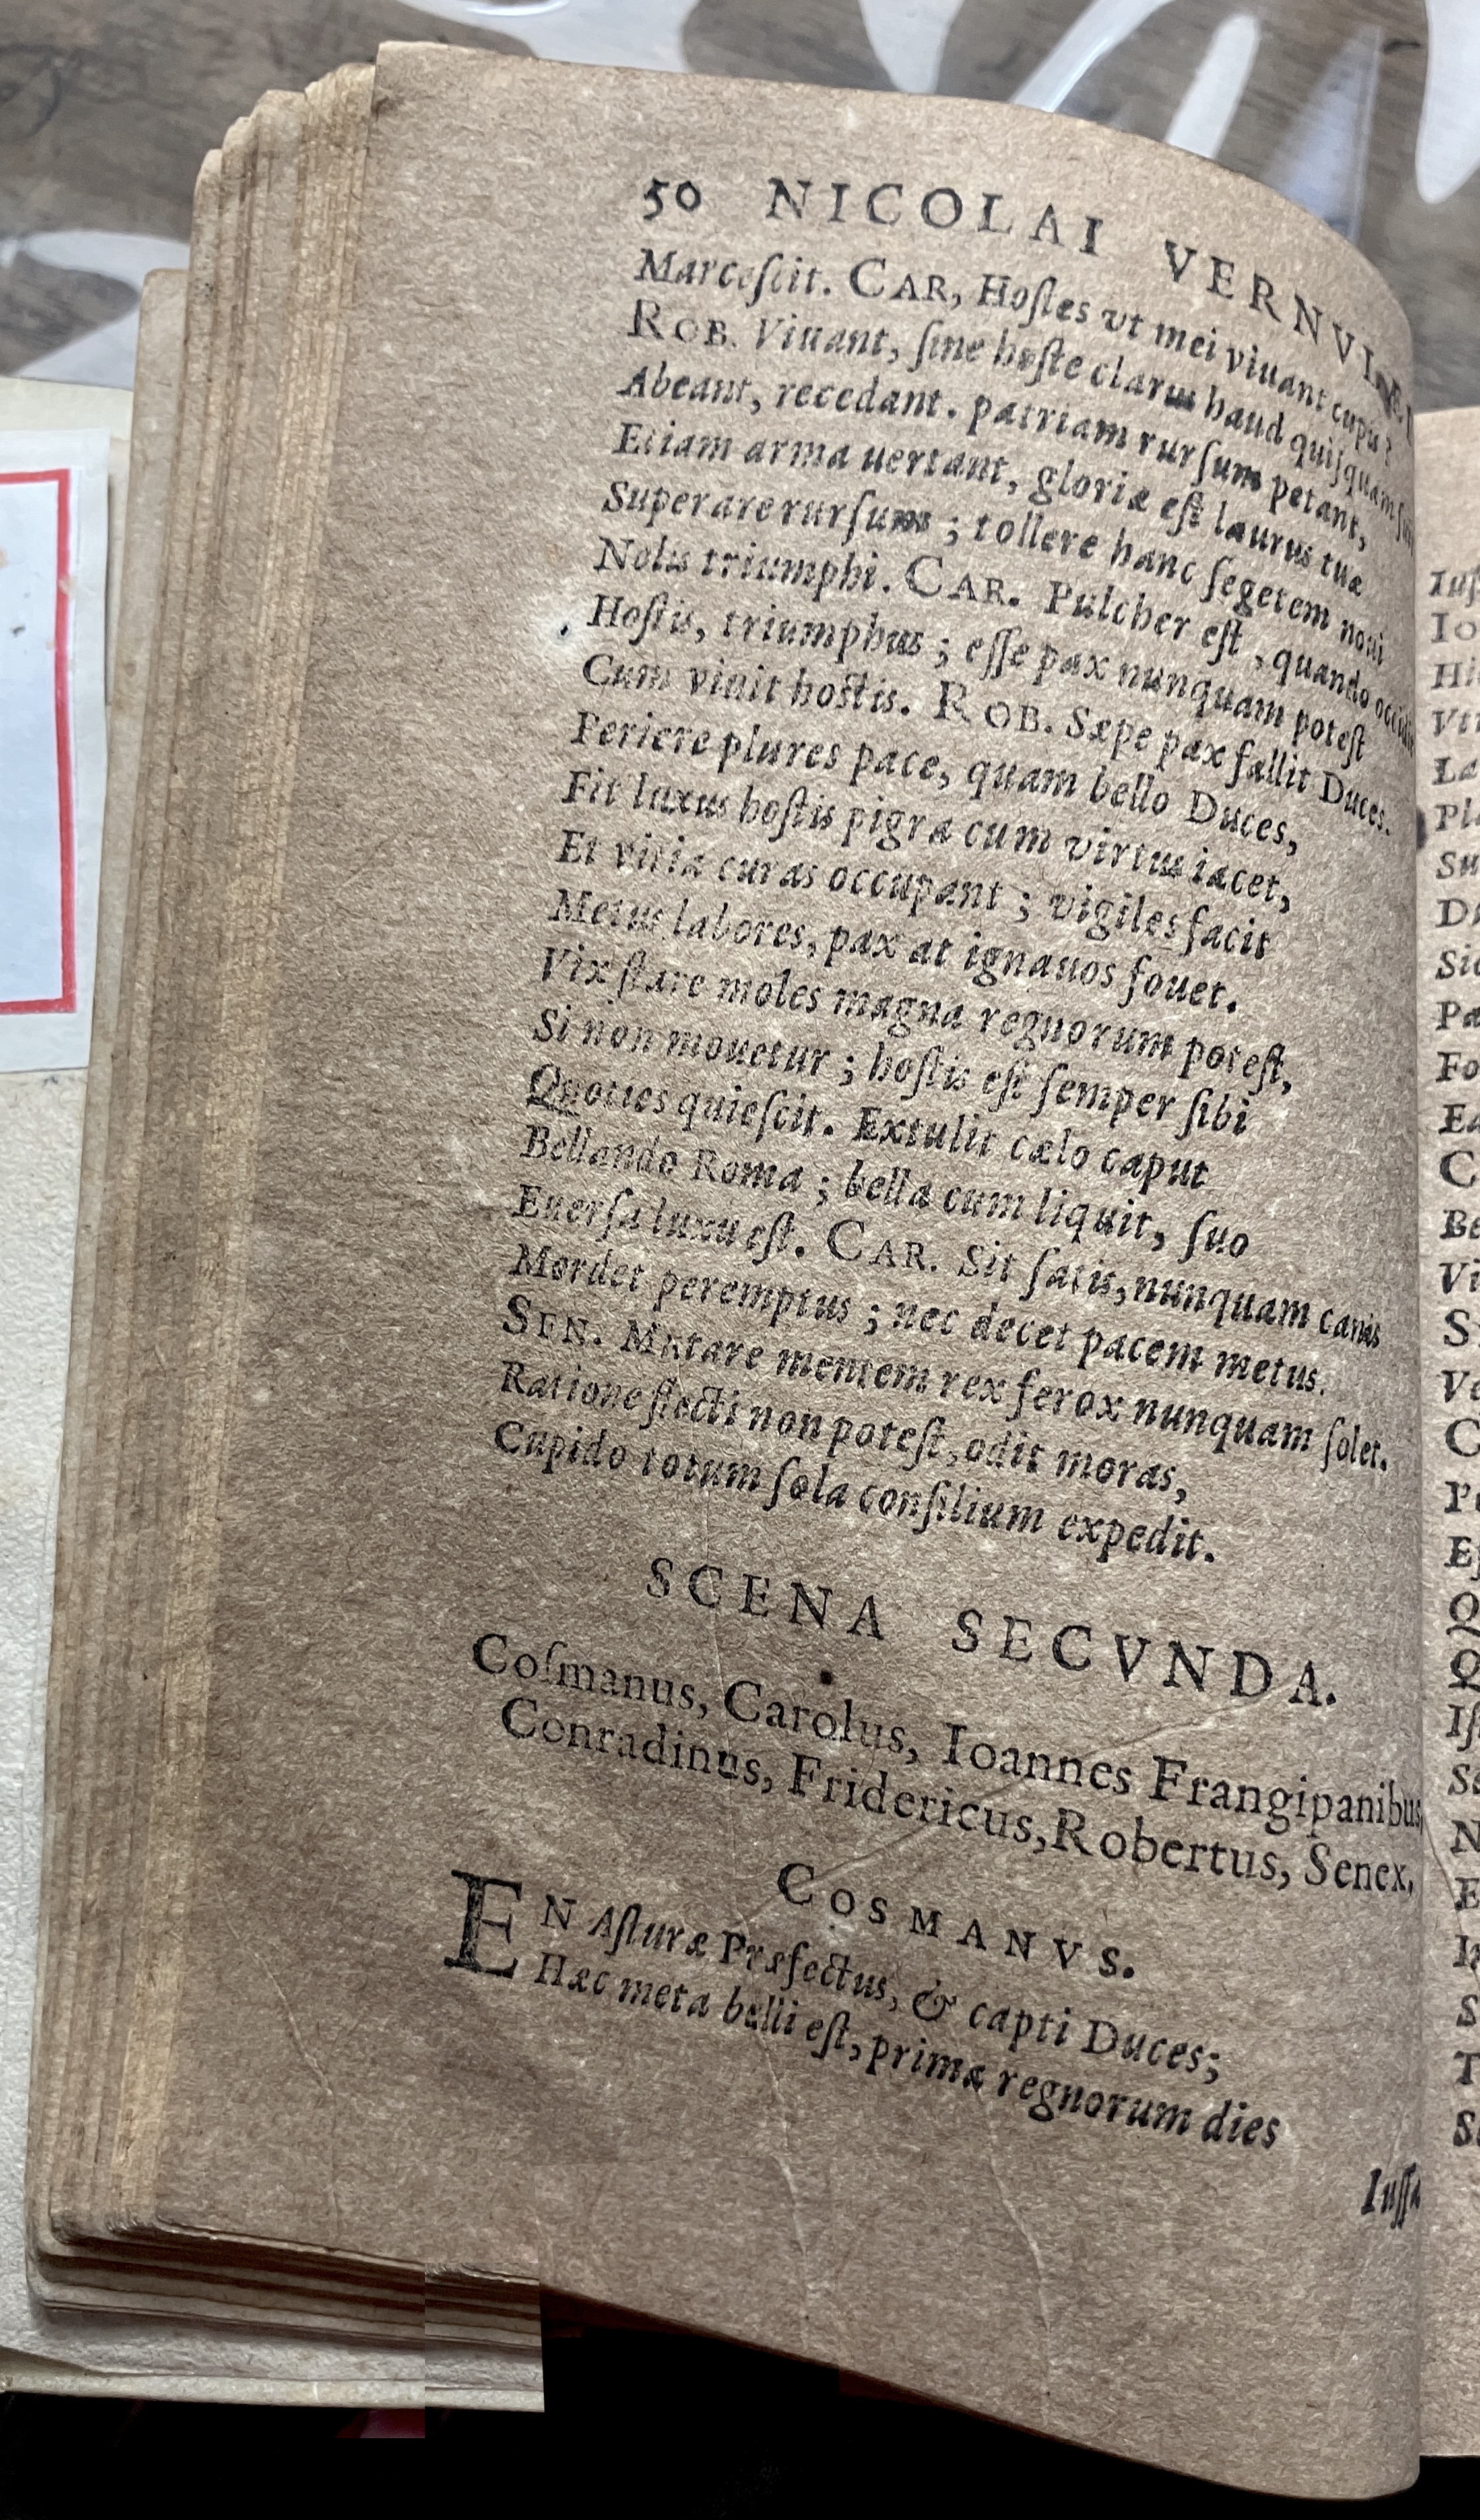 50 NICOLAI VERNVLÆI
Marcescit. CAR, Hostes vt mei viuant cupis?
ROB. Viuant, sine hoste clarus haud quisquam fuit
Abeant, recedant. patriam rursum petant,
Etiam arma uertant, gloriæ est laurus tuæ
Superare rursum; tollere hanc segetem noui
Nolis triumphi. CAR. Pulcher est, quando occidit
Hostis, triumphus; esse pax nunquam potest
Cum viuit hostis. ROB. Sæpe pax fallit Duces.
Periere plures pace, quam bello Duces,
Fit luxus hostis pigra cum virtus iacet,
Et vitia curas occupant; vigiles facit
Metus labores, pax at ignauos fouet.
Vix stare moles magna regnorum potest,
Si non mouetur; hostis est semper sibi
Quoties quiescit. Extulit cælo caput
Bellando Roma; bella cum liquit, suo
Euersa luxu est. CAR. Sit satis, nunquam canis
Mordet peremptus; nec decet pacem metus.
SEN. Mutare mentem rex ferox nunquam solet.
Ratione flecti non potest, odit moras,
Cupido totum sola consilium expedit.
SCENA SECVNDA.
Cosmanus, Carolus, Ioannes Frangipanibus,
Conradinus, Fridericus, Robertus, Senex,
COSMANVS.
EN Asturæ Præfectus, & capti Duces;
Hæc meta belli est, prima regnorum dies